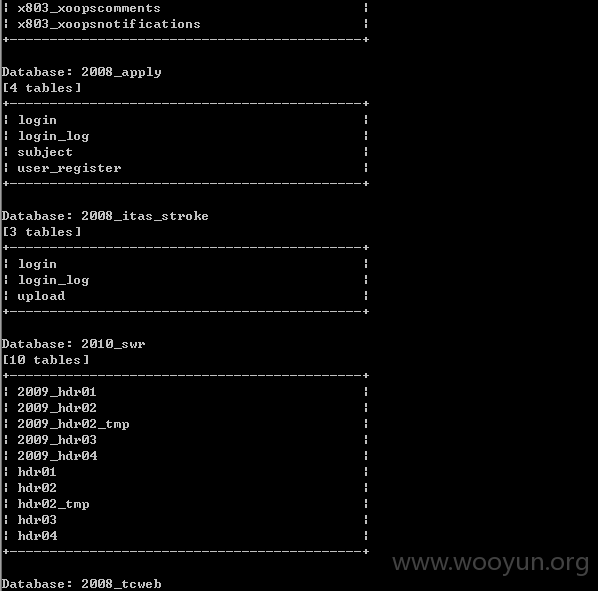 | x803_xoopscomments |
| x803_xoopsnotifications |
+-------------------------------------------+
Database: 2008_apply
[4 tables]
+-------------------------------------------+
| login |
| login_log |
| subject |
| user_register |
+-------------------------------------------+
Database: 2008_itas_stroke
[3 tables]
+-------------------------------------------+
| login |
| login_log |
| upload |
+-------------------------------------------+
Database: 2010_swr
[10 tables]
+-------------------------------------------+
| 2009_hdr01 |
| 2009_hdr02 |
| 2009_hdr02_tmp |
| 2009_hdr03 |
| 2009_hdr04 |
| hdr01 |
| hdr02 |
| hdr02_tmp |
| hdr03 |
| hdr04 |
+-------------------------------------------+
www.wooyun.org
Database: 2008_tcweb